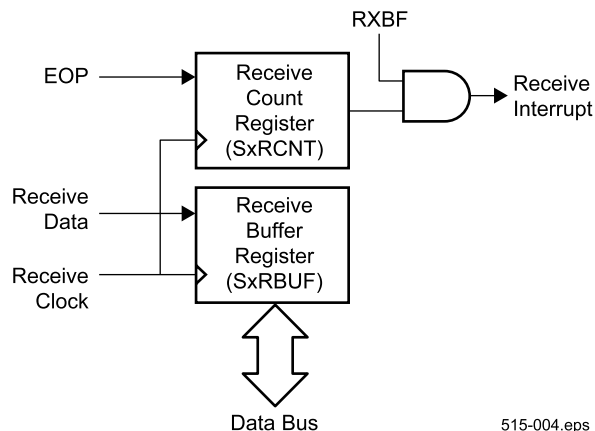 RXBF
EOP
Receive
Count
Register
(SxRCNT)
Receive
Interrupt
Receive
Data
Receive
Buffer
Register
(SxRBUF)
Receive
Clock
Data Bus
515-004.eps